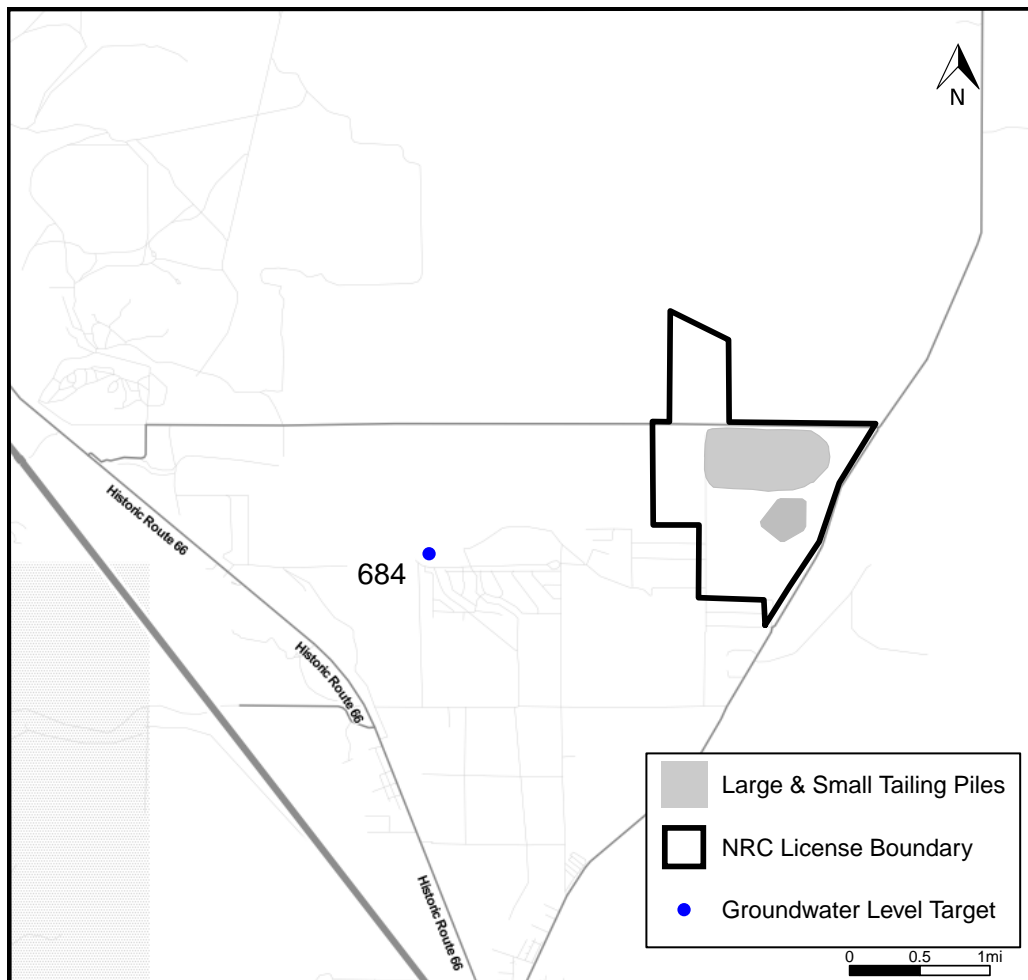 N
Historic Route 66
684
Historic Route 66
Historic Route 66
Large & Small Tailing Piles
NRC License Boundary
Groundwater Level Target
0 0.5 1mi